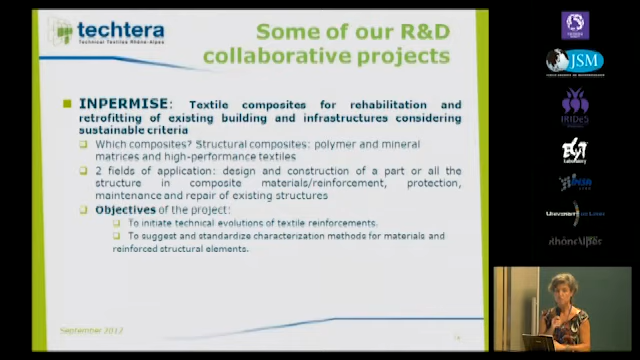 techtera
Technical Textiles Rhône-Alpes
Some of our R&D
collaborative projects
INPERMISE: Textile composites for rehabilitation and
retrofitting of existing building and infrastructures considering
sustainable criteria
Which composites? Structural composites: polymer and mineral
matrices and high-performance textiles
2 fields of application: design and construction of a part or all the
structure in composite materials/reinforcement, protection,
maintenance and repair of existing structures
Objectives of the project:
To initiate technical evolutions of textile reinforcements.
To suggest and standardize characterization methods for materials and
reinforced structural elements.
September 2012
JSM
IRIDeS
ELyT
Laboratory
INSA
RhôneAlpes